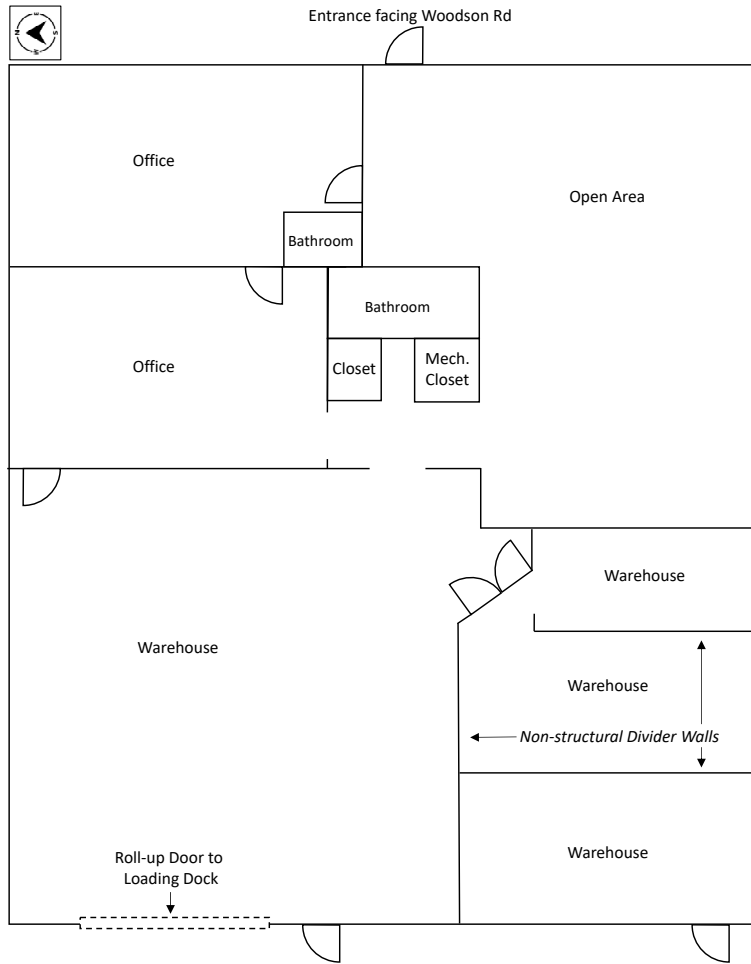 Entrance facing Woodson Rd
N
E
S
W
Office
Open Area
Bathroom
Bathroom
Office
Closet
Mech.
Closet
Warehouse
Warehouse
Warehouse
Non-structural Divider Walls
Warehouse
Roll-up Door to
Loading Dock